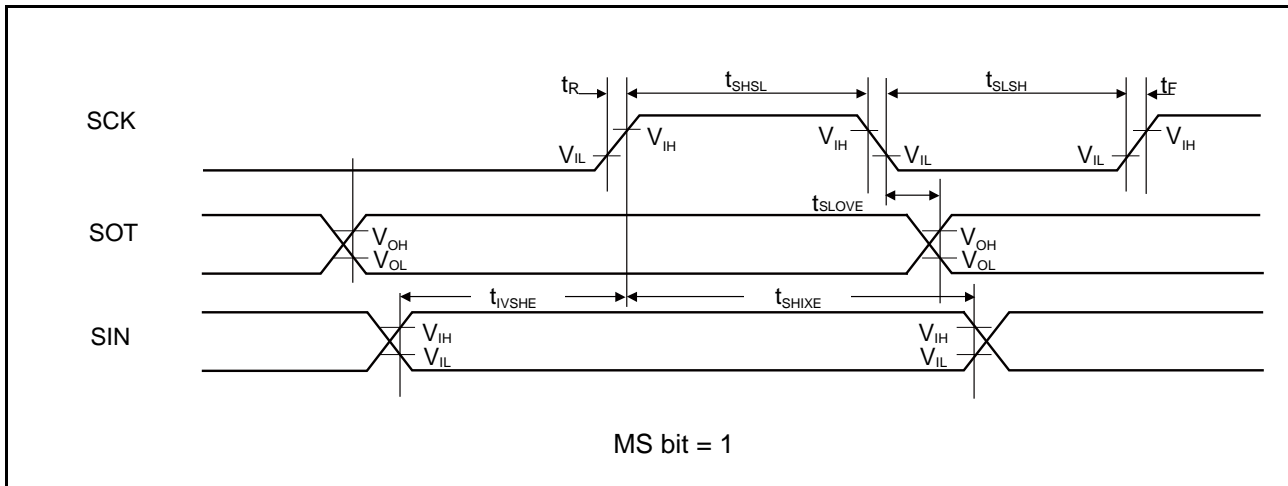 tR tSHSL tSLSH tF
SCK
VIH VIH VIH
VIL VIL VIL
tSLOVE
SOT
VOH VOH
VOL VOL
tIVSHE tSHIXE
SIN
VIH VIH
VIL VIL
MS bit = 1